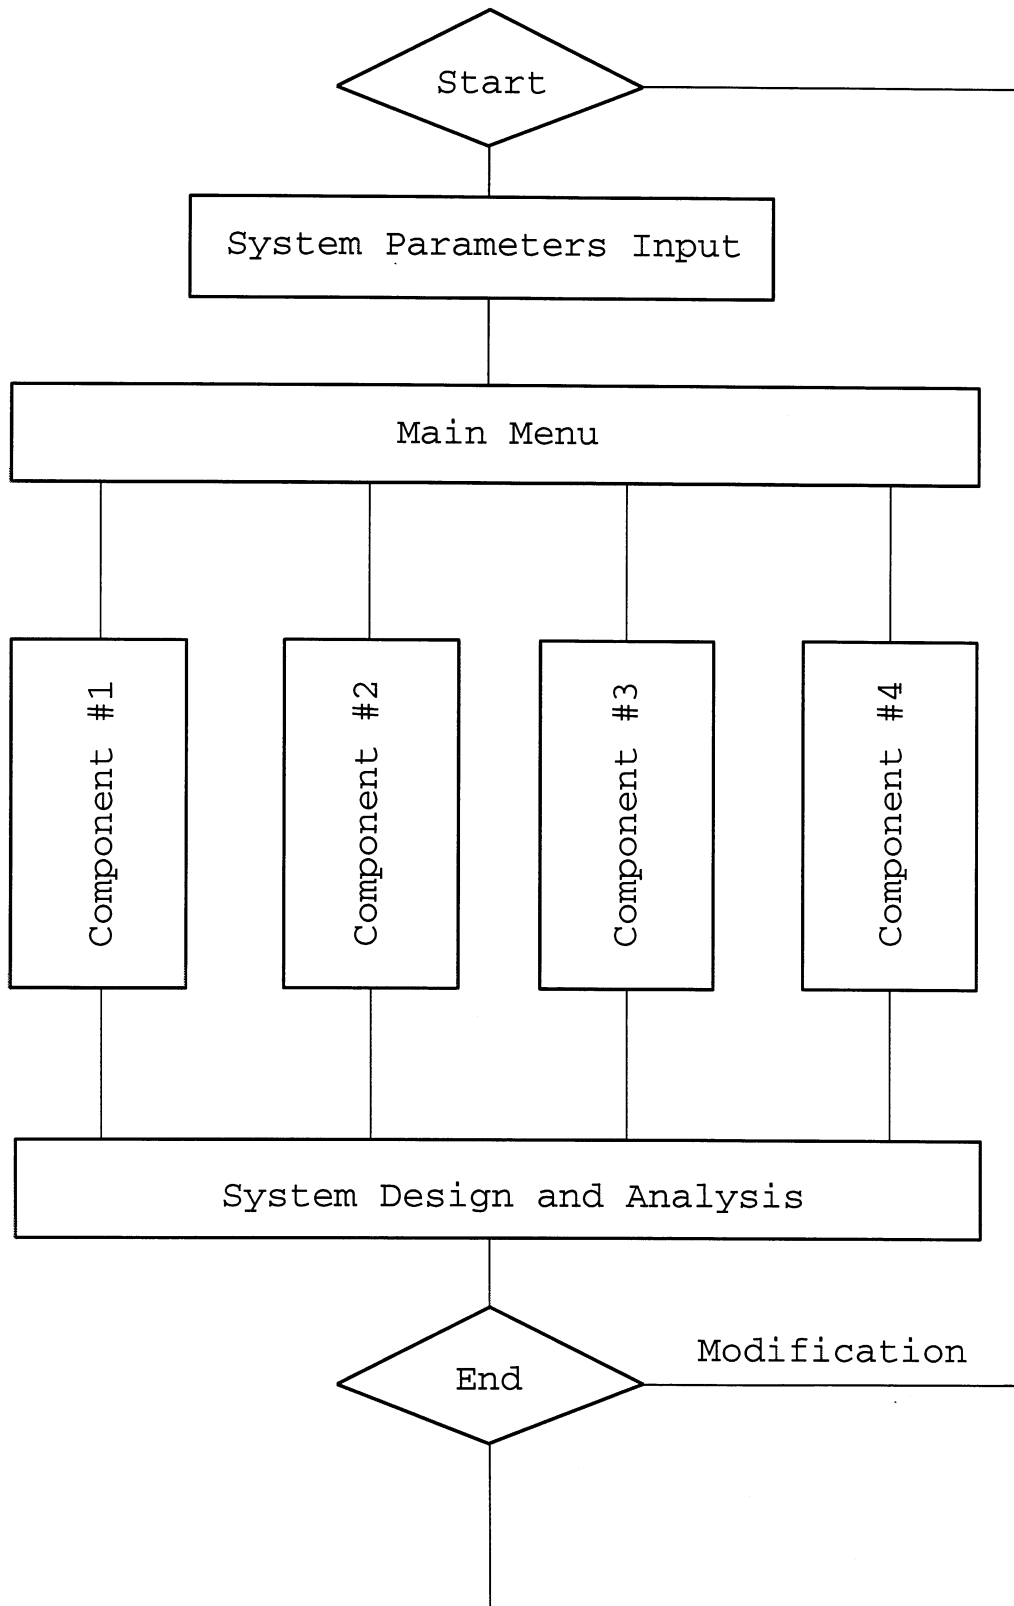 Start
System Parameters Input
Main Menu
Component #1
Component #2
Component #3
Component #4
System Design and Analysis
Modification
End